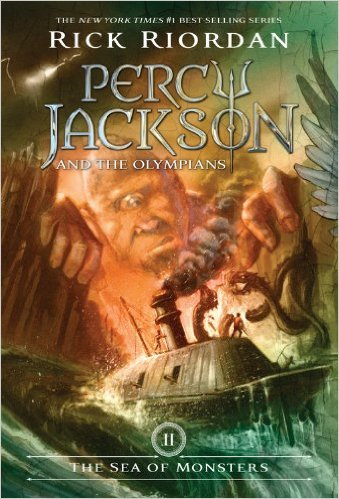 THE NEW YORK TIMES #1 BEST-SELLING SERIES
RICK RIORDAN
PERCY
JACKSON
AND THE OLYMPIANS
II
THE SEA OF MONSTERS